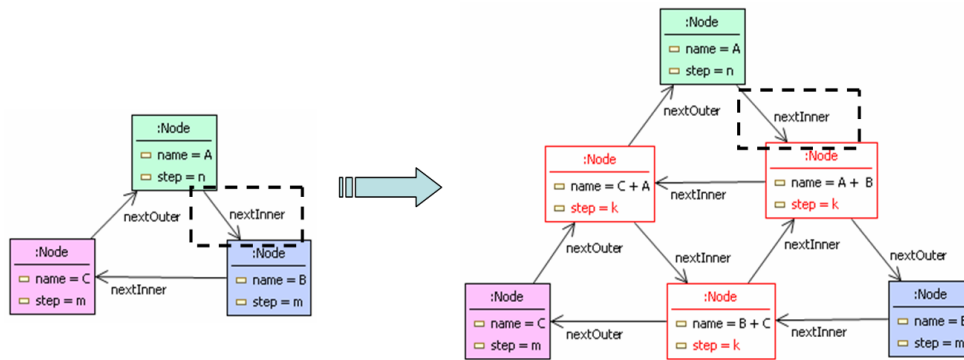 :Node
name = A
step = n
nextOuter
nextInner
:Node
name = C
step = m
nextInner
:Node
name = B
step = m
:Node
name = A
step = n
nextOuter
nextInner
:Node
name = C + A
step = k
nextInner
:Node
name = A + B
step = k
nextOuter
nextInner
nextInner
nextOuter
:Node
name = C
step = m
nextOuter
:Node
name = B + C
step = k
nextInner
:Node
name =
step = m